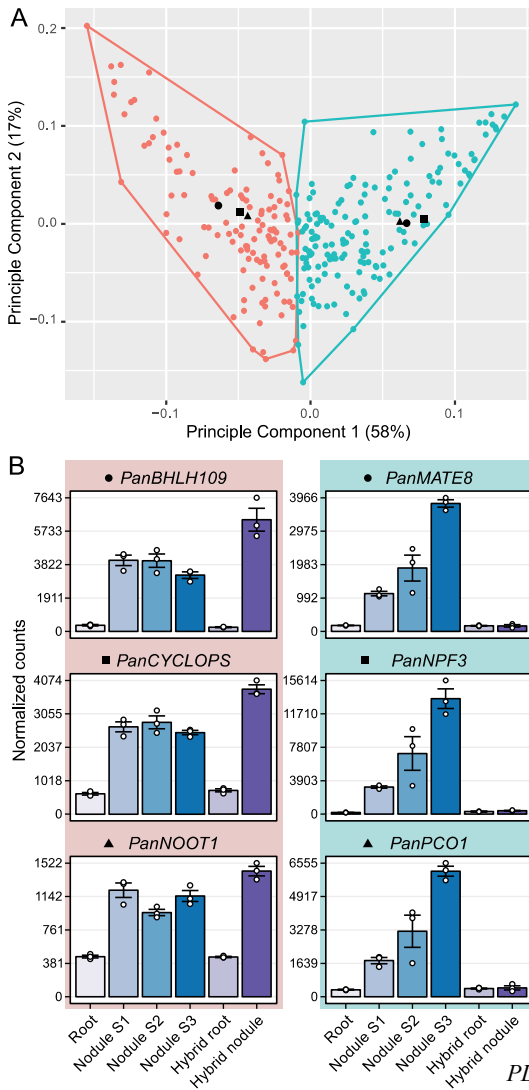 A
Principle Component 2 (17%)
0.2
0.1
0.0
−0.1
−0.1
0.0
0.1
Principle Component 1 (58%)
B
Normalized counts
● PanBHLH109
7643
5733
3822
1911
0
● PanMATE8
3966
2975
1983
992
0
■ PanCYCLOPS
4074
3055
2037
1018
0
■ PanNPF3
15614
11710
7807
3903
0
▲ PanNOOT1
1522
1142
761
381
0
▲ PanPCO1
6555
4917
3278
1639
0
Root
Nodule S1
Nodule S2
Nodule S3
Hybrid root
Hybrid nodule
Root
Nodule S1
Nodule S2
Nodule S3
Hybrid root
Hybrid nodule